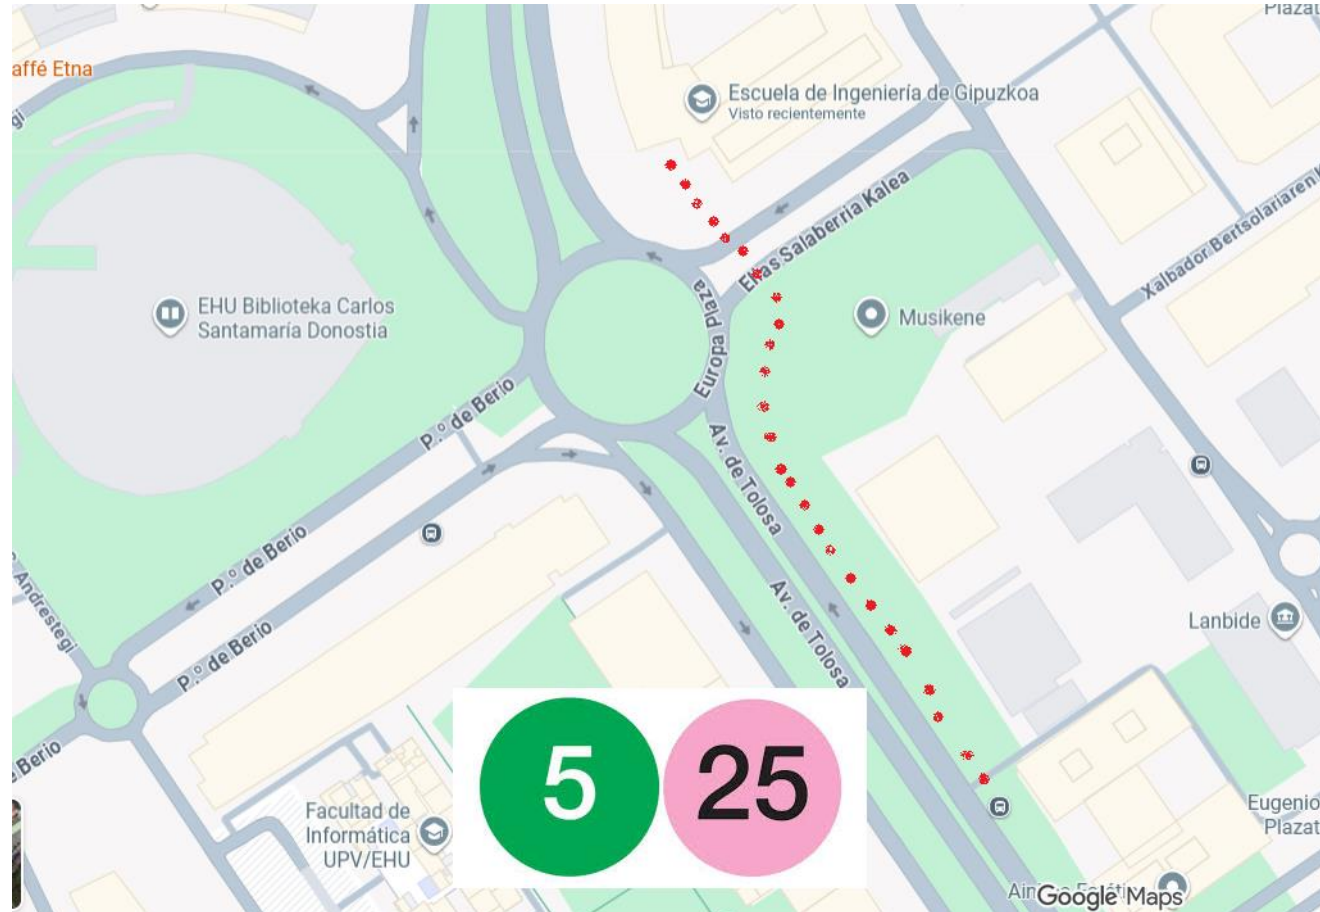 Plazat
affé Etna
gi
Escuela de Ingeniería de Gipuzkoa
Visto recientemente
Elias Salaberria Kalea
Xalbador Bertsolariaren K
EHU Biblioteka Carlos
Santamaría Donostia
Europa plaza
Musikene
P.º de Berio
Av. de Tolosa
P.º de Berio
Andrestegi
Av. de Tolosa
Lanbide
P.º de Berio
Berio
5 25
Facultad de
Informática
UPV/EHU
Eugenio
Plazat
Google Maps